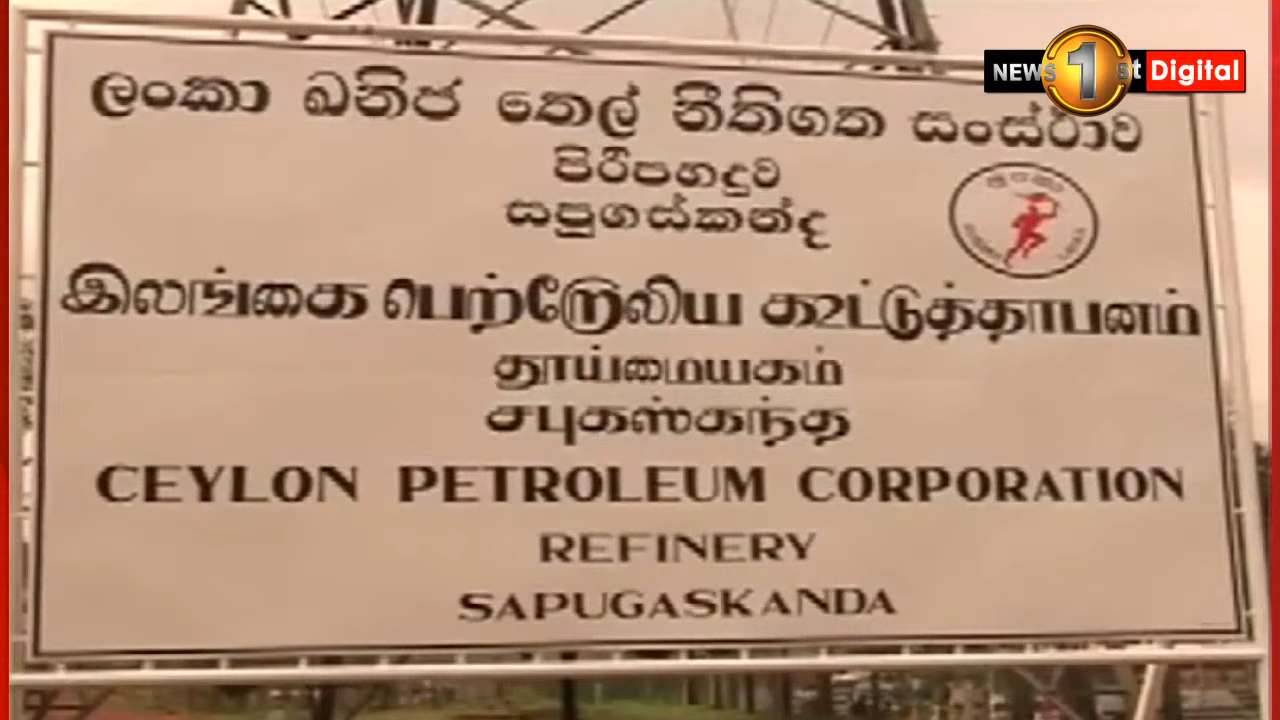 NEWS 1st Digital
ලංකා ඛනිජ තෙල් නීතිගත සංස්ථාව
පිරිපහදුව
සපුගස්කන්ද
இலங்கை பெற்றோலிய கூட்டுத்தாபனம்
தூய்மையகம்
சபுகஸ்கந்த
CEYLON PETROLEUM CORPORATION
REFINERY
SAPUGASKANDA